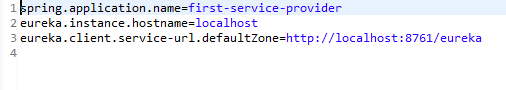 1 spring.application.name=first-service-provider
2 eureka.instance.hostname=localhost
3 eureka.client.service-url.defaultZone=http://localhost:8761/eureka
4